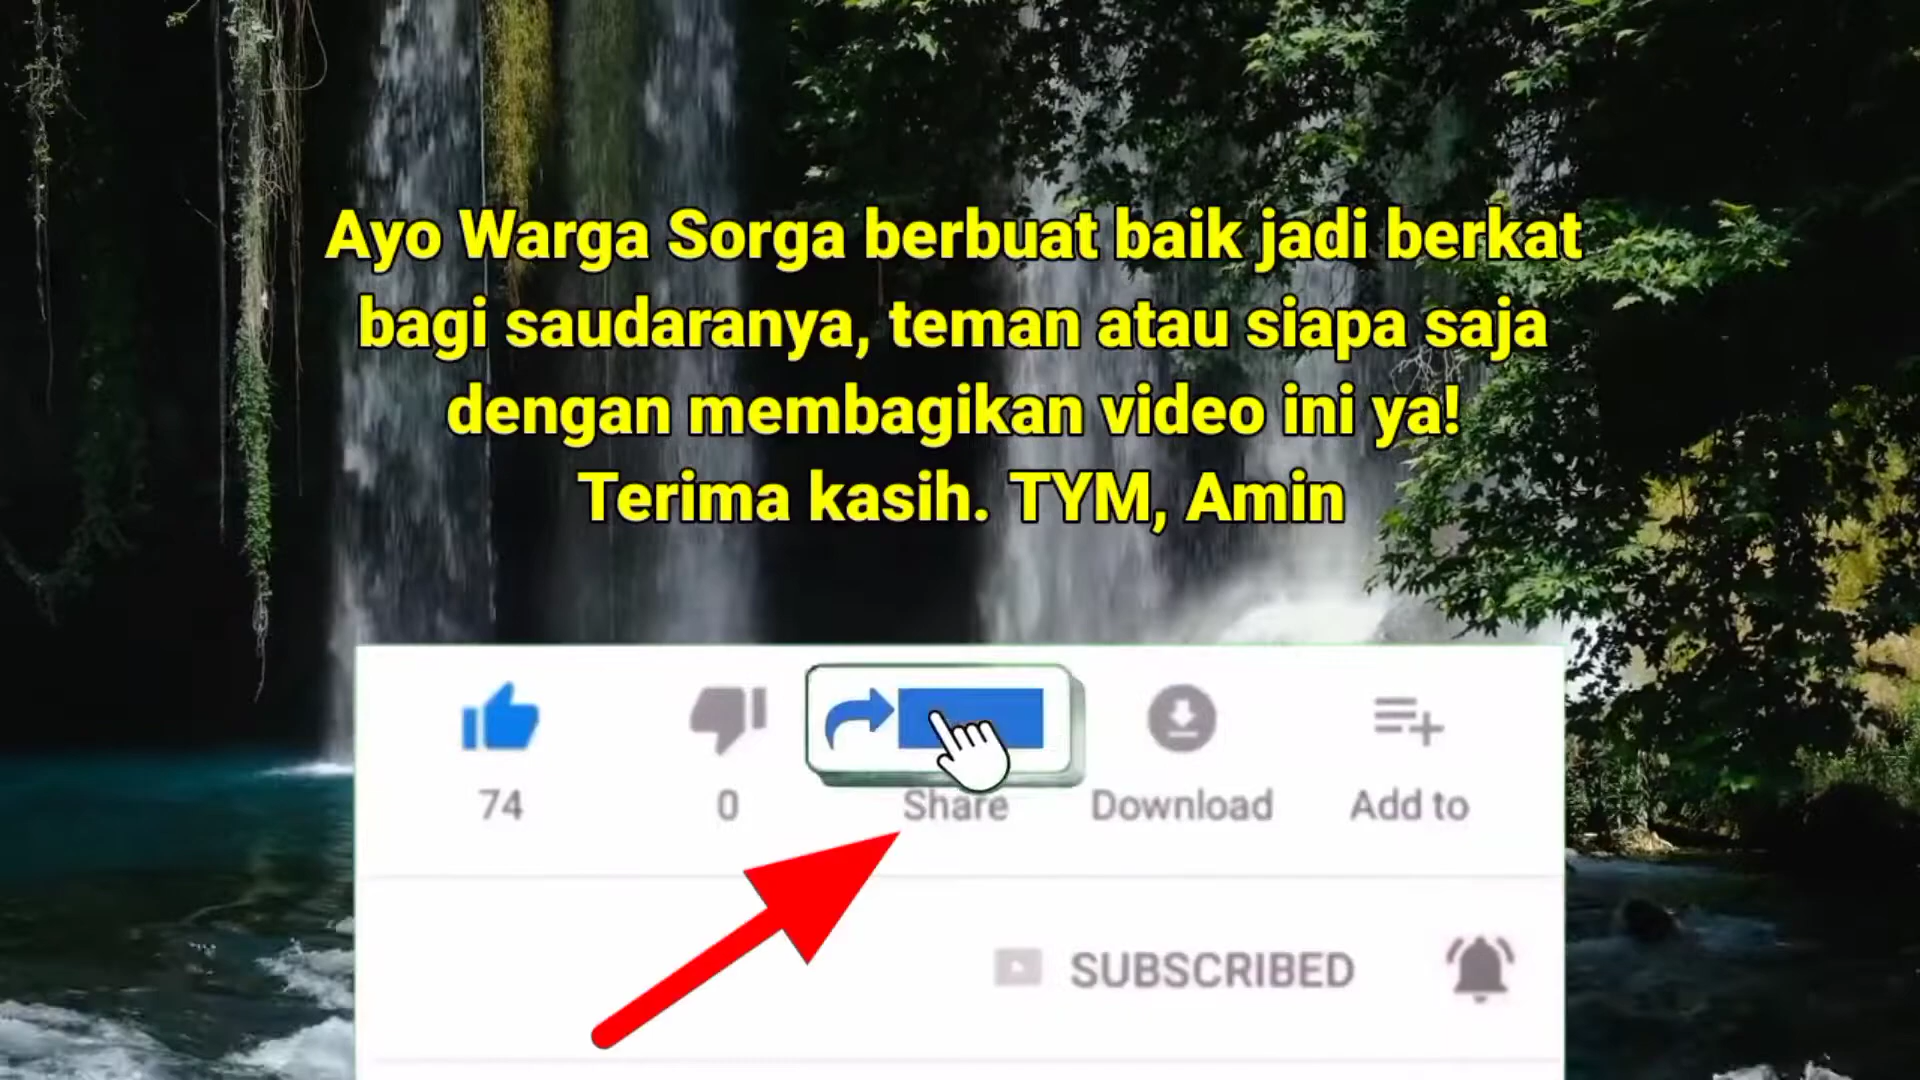 Ayo Warga Sorga berbuat baik jadi berkat
bagi saudaranya, teman atau siapa saja
dengan membagikan video ini ya!
Terima kasih. TYM, Amin
74 0 Share Download Add to
SUBSCRIBED